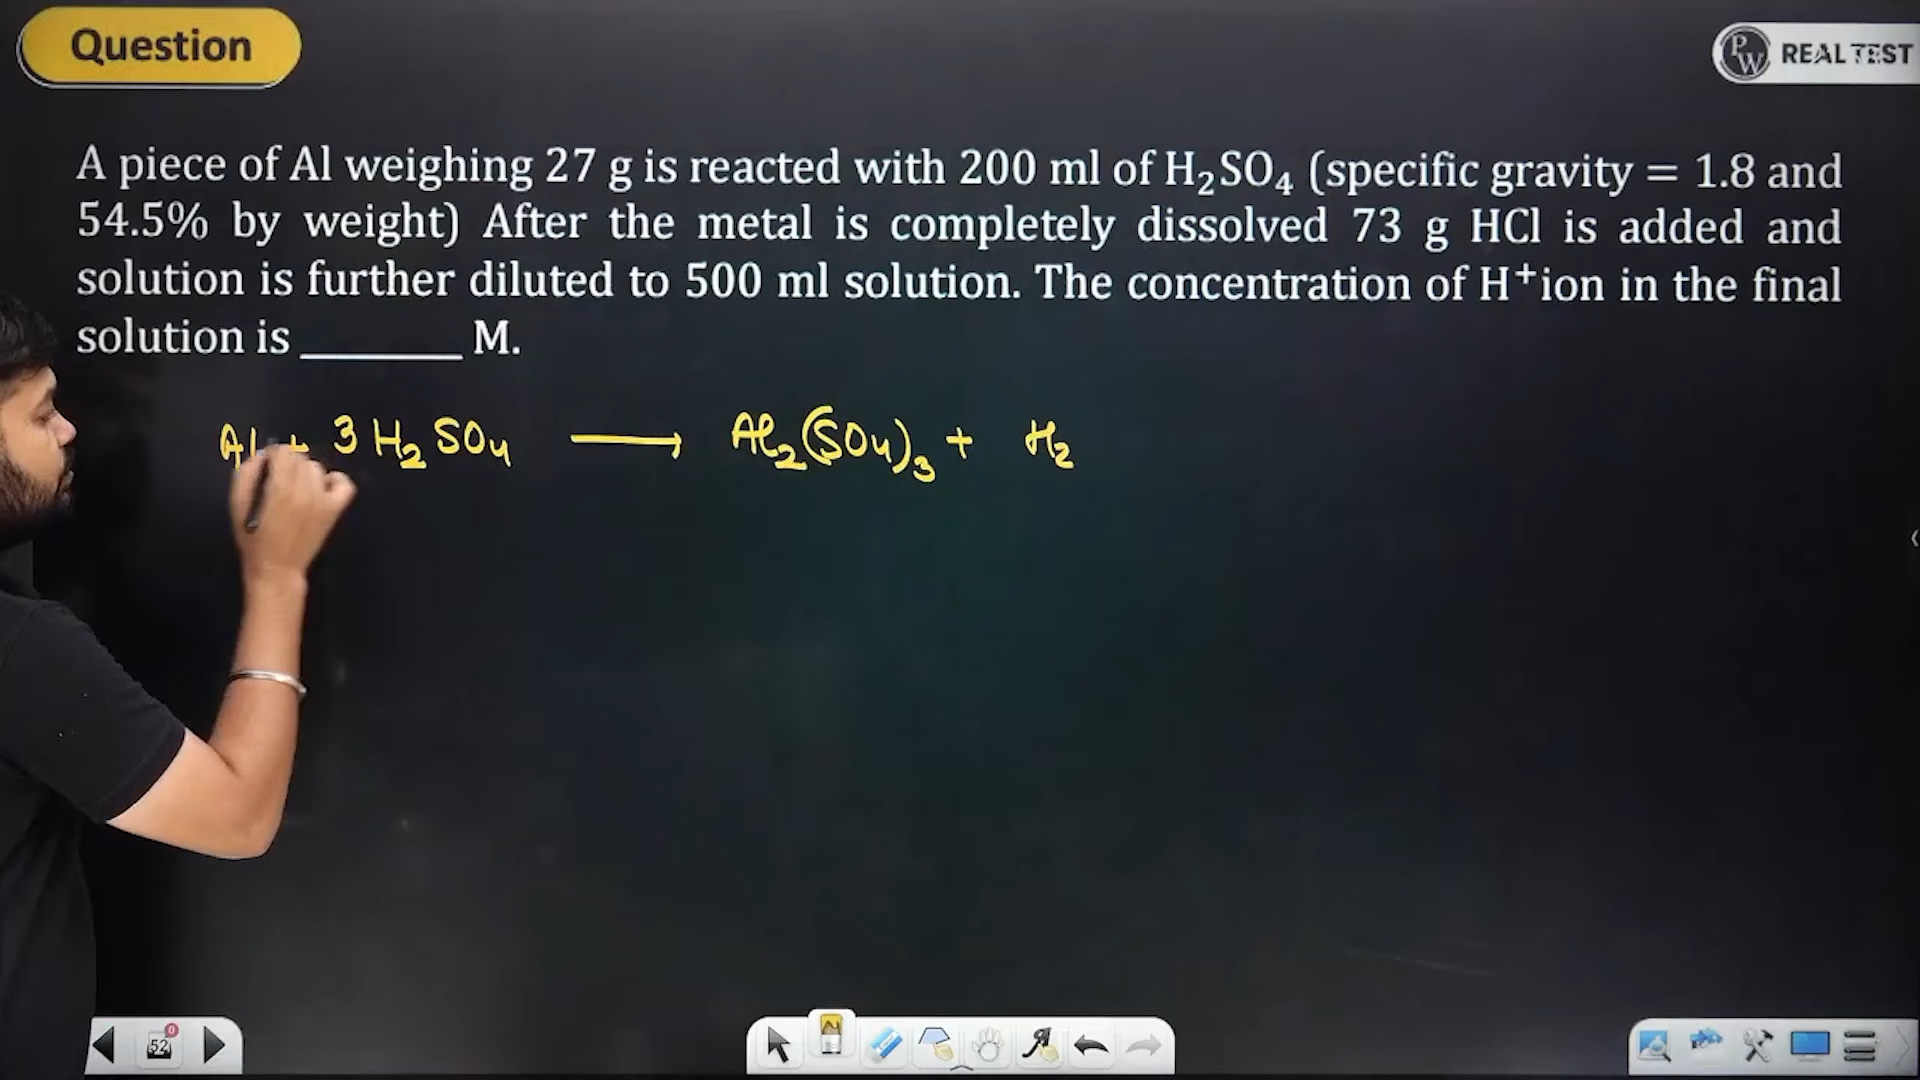 Question
PW REAL TEST
A piece of Al weighing 27 g is reacted with 200 ml of H₂SO₄ (specific gravity = 1.8 and
54.5% by weight) After the metal is completely dissolved 73 g HCl is added and
solution is further diluted to 500 ml solution. The concentration of H⁺ion in the final
solution is ________ M.
Al + 3 H₂SO₄ ⟶ Al₂(SO₄)₃ + H₂
52
0